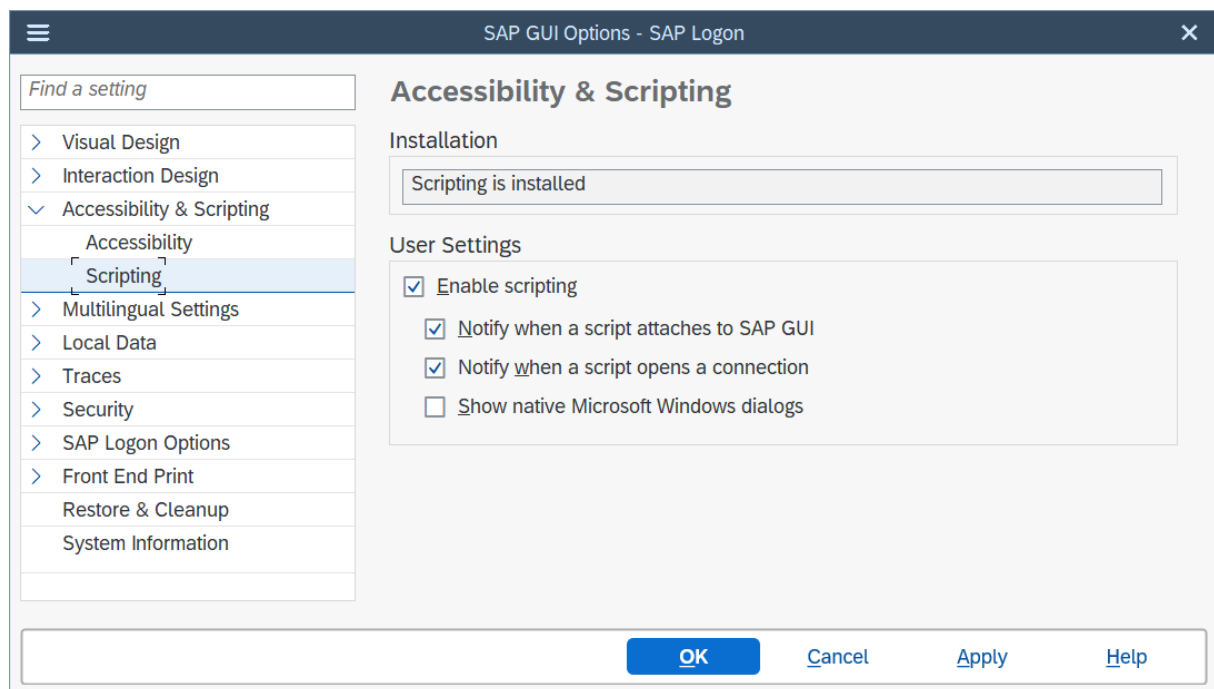 SAP GUI Options - SAP Logon
Find a setting
Visual Design
Interaction Design
Accessibility & Scripting
Accessibility
Scripting
Multilingual Settings
Local Data
Traces
Security
SAP Logon Options
Front End Print
Restore & Cleanup
System Information
Accessibility & Scripting
Installation
Scripting is installed
User Settings
Enable scripting
Notify when a script attaches to SAP GUI
Notify when a script opens a connection
Show native Microsoft Windows dialogs
OK Cancel Apply Help